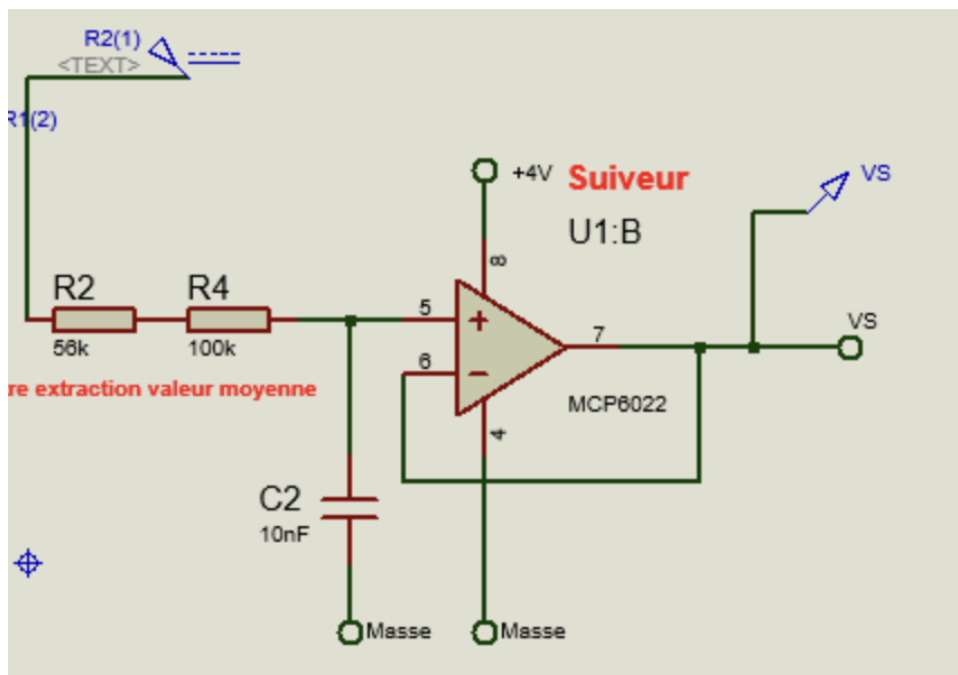 R2(1)
<TEXT>
R1(2)
+4V
Suiveur
VS
U1:B
8
R2
R4
5
+
7
VS
56k
100k
6
−
re extraction valeur moyenne
MCP6022
4
C2
10nF
Masse
Masse